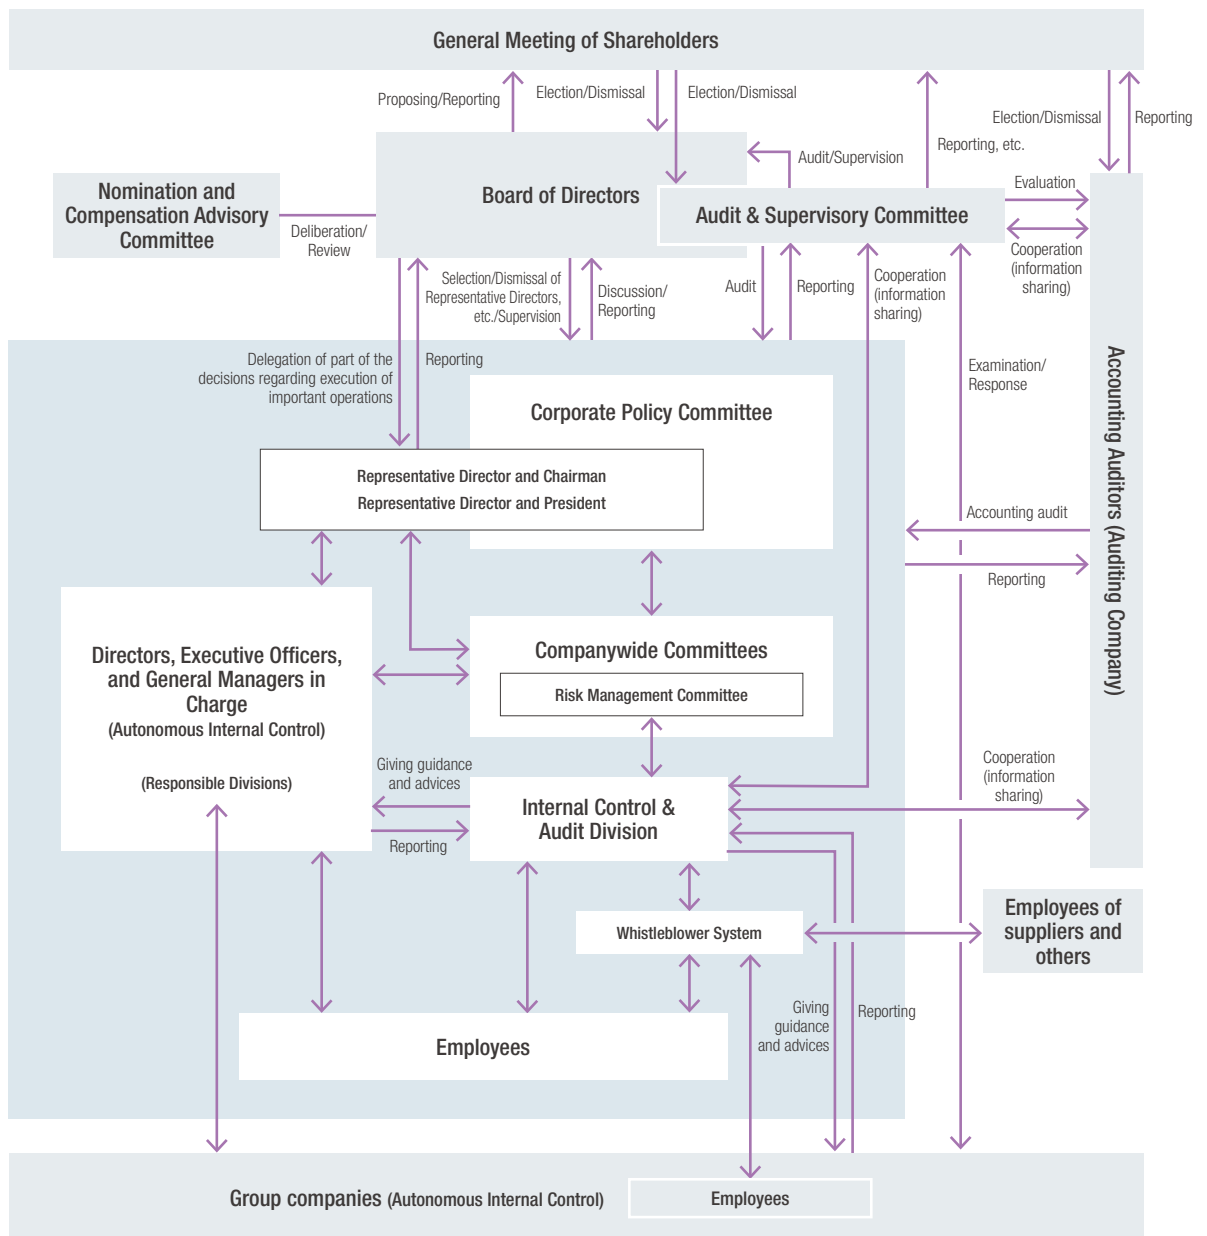 General Meeting of Shareholders
Proposing/Reporting
Election/Dismissal
Election/Dismissal
Election/Dismissal
Reporting
Reporting, etc.
Audit/Supervision
Board of Directors
Audit & Supervisory Committee
Nomination and
Compensation Advisory
Committee
Deliberation/
Review
Evaluation
Cooperation
(information
sharing)
Selection/Dismissal of
Representative Directors,
etc./Supervision
Discussion/
Reporting
Audit
Reporting
Cooperation
(information
sharing)
Delegation of part of the
decisions regarding execution of
important operations
Reporting
Examination/
Response
Accounting Auditors (Auditing Company)
Corporate Policy Committee
Representative Director and Chairman
Representative Director and President
Accounting audit
Reporting
Directors, Executive Officers,
and General Managers in
Charge
(Autonomous Internal Control)
(Responsible Divisions)
Companywide Committees
Risk Management Committee
Giving guidance
and advices
Reporting
Internal Control &
Audit Division
Cooperation
(information
sharing)
Whistleblower System
Employees of
suppliers and
others
Giving
guidance
and advices
Reporting
Employees
Group companies (Autonomous Internal Control)
Employees